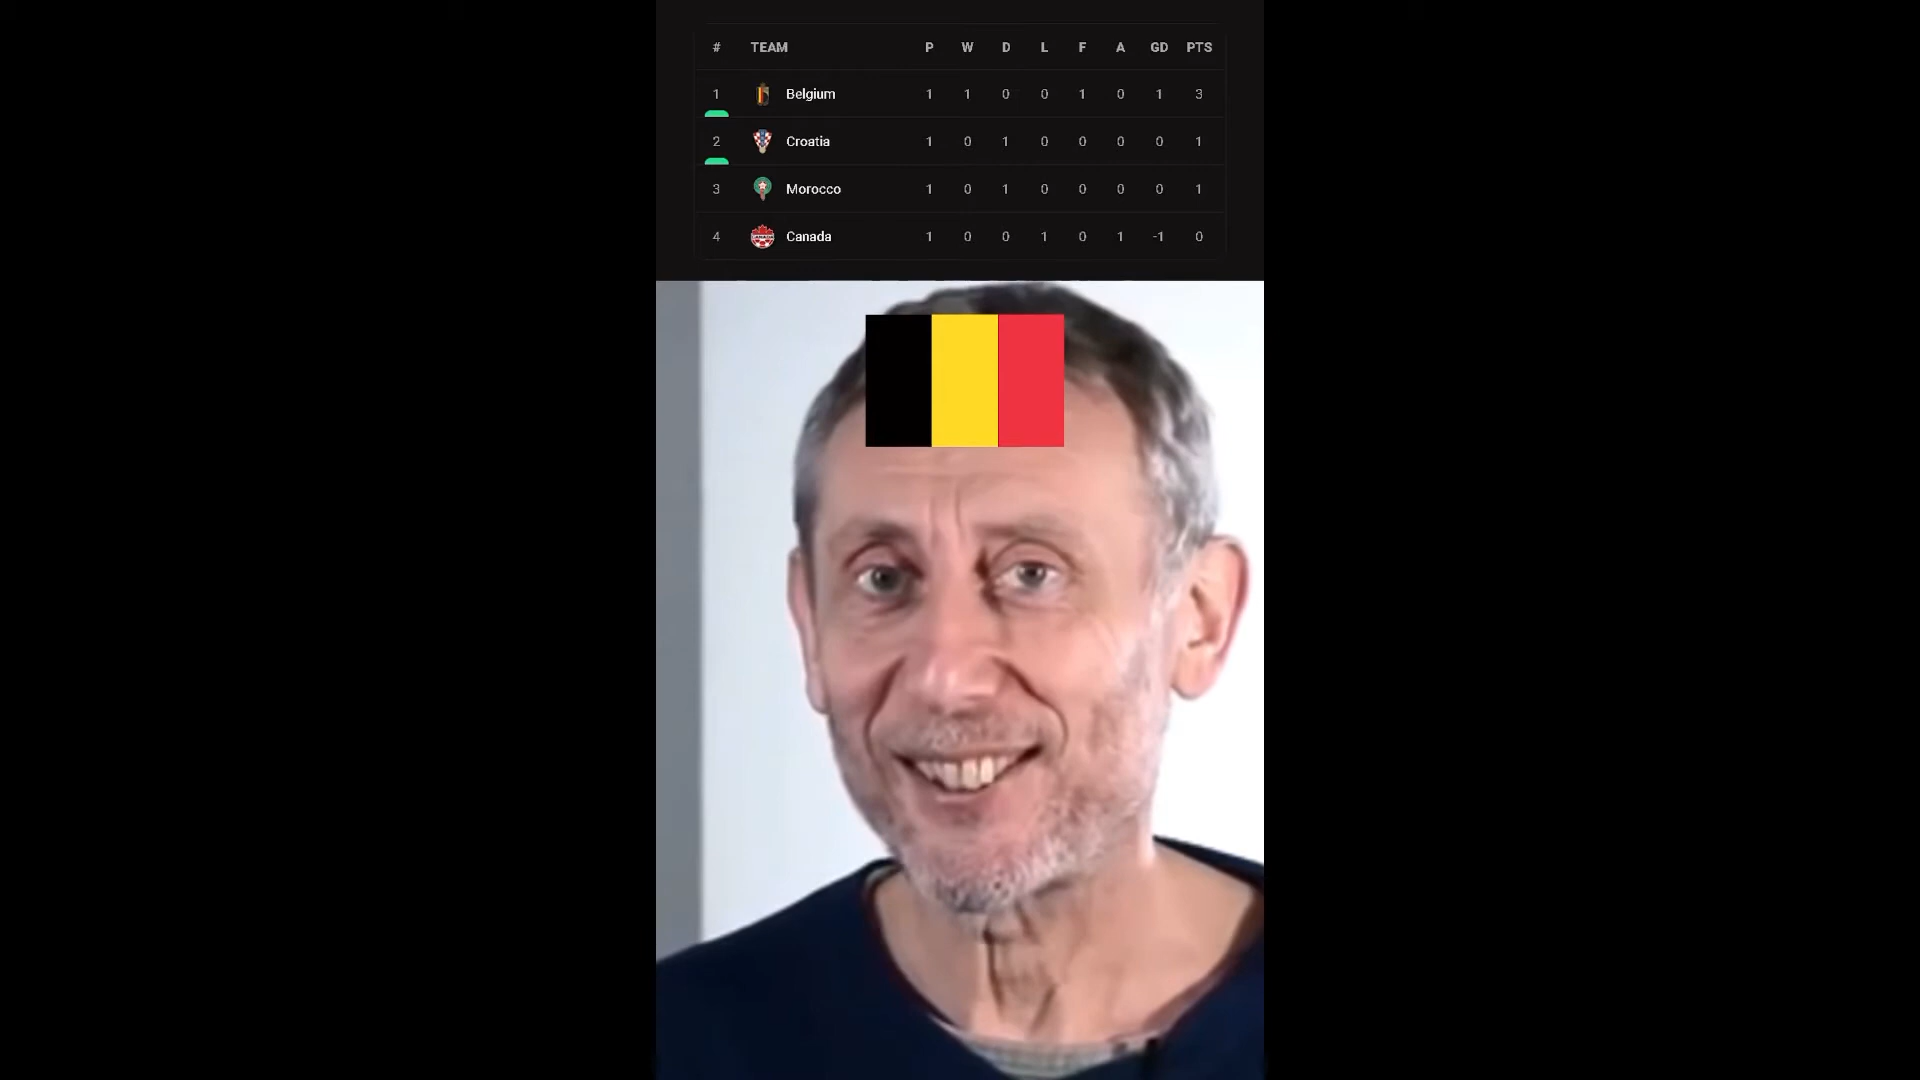 # TEAM P W D L F A GD PTS
1 Belgium 1 1 0 0 1 0 1 3
2 Croatia 1 0 1 0 0 0 0 1
3 Morocco 1 0 1 0 0 0 0 1
4 Canada 1 0 0 1 0 1 -1 0